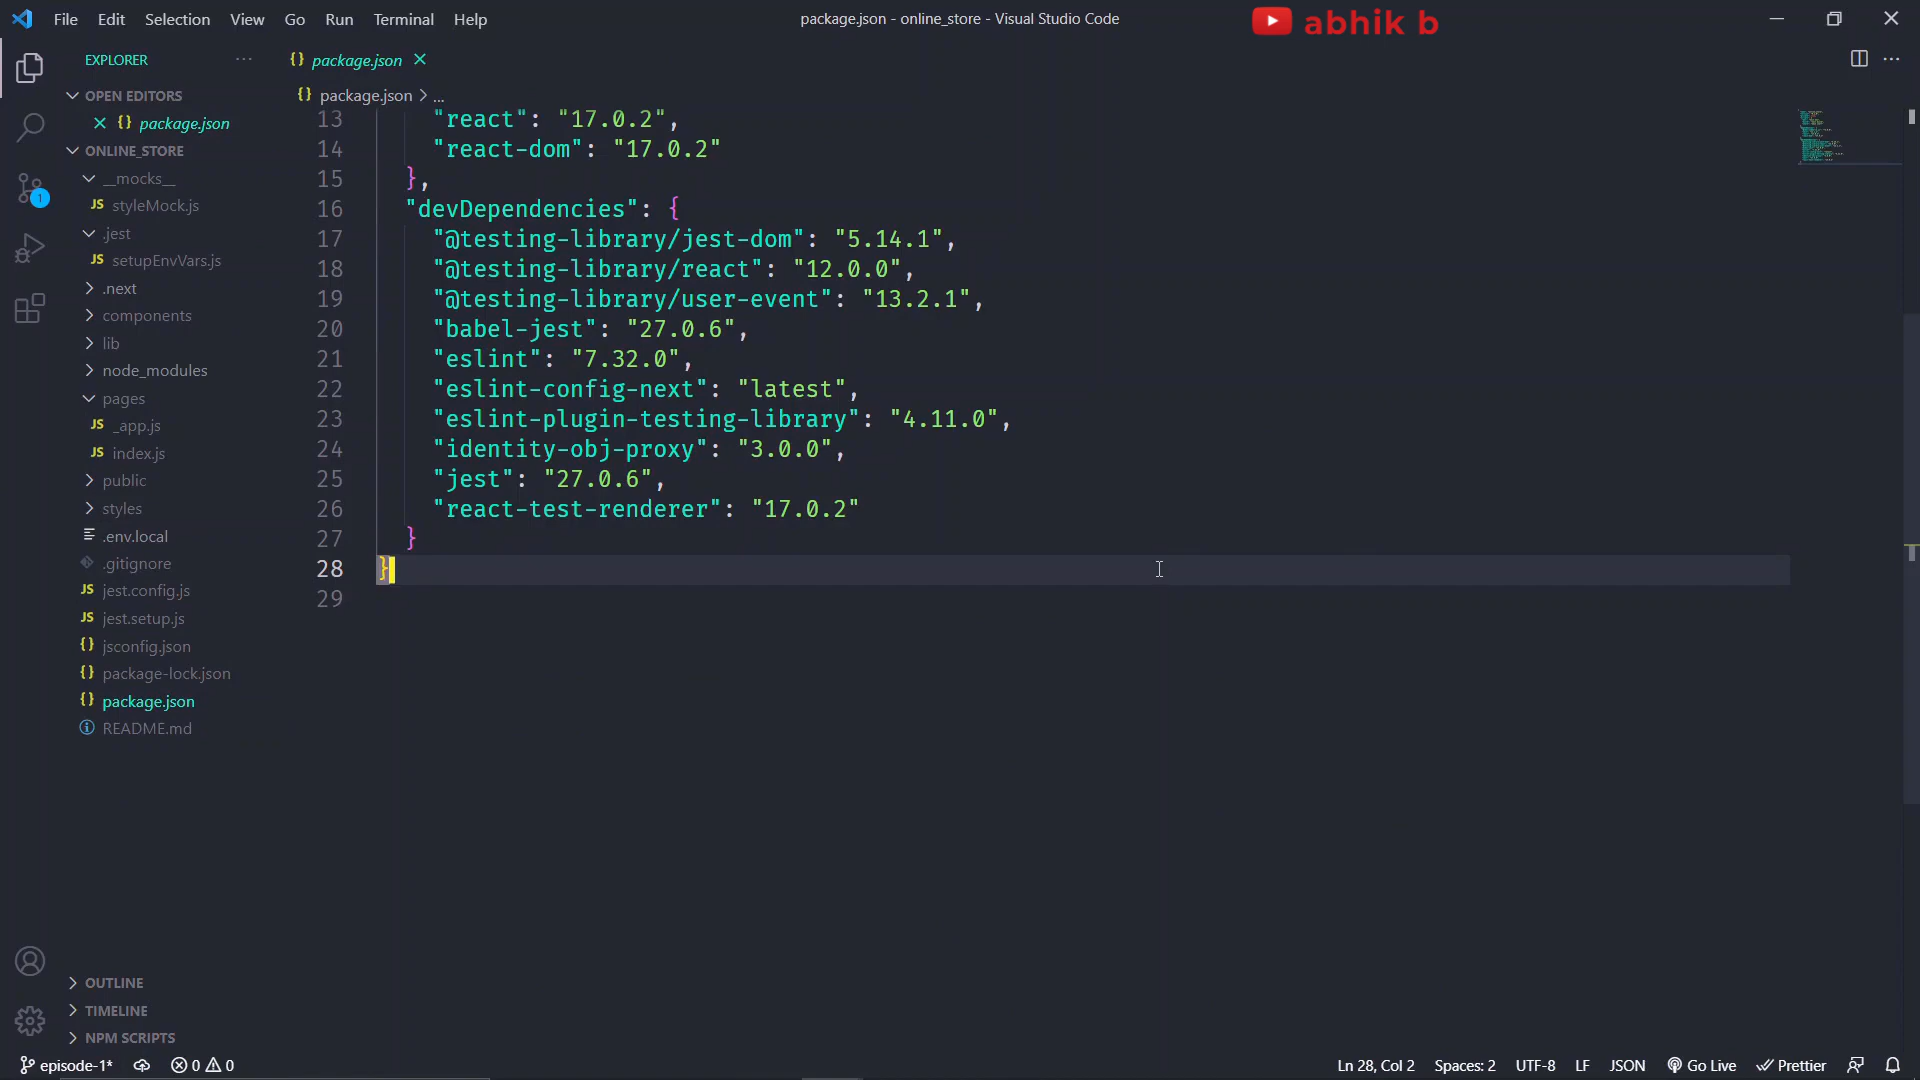 File Edit Selection View Go Run Terminal Help
package.json - online_store - Visual Studio Code
abhik b
EXPLORER
OPEN EDITORS
package.json
ONLINE_STORE
__mocks__
JS styleMock.js
.jest
JS setupEnvVars.js
.next
components
lib
node_modules
pages
JS _app.js
JS index.js
public
styles
.env.local
.gitignore
JS jest.config.js
JS jest.setup.js
{} jsconfig.json
{} package-lock.json
{} package.json
README.md
OUTLINE
TIMELINE
NPM SCRIPTS
{} package.json
{} package.json > ...
13 "react": "17.0.2",
14 "react-dom": "17.0.2"
15 },
16 "devDependencies": {
17 "@testing-library/jest-dom": "5.14.1",
18 "@testing-library/react": "12.0.0",
19 "@testing-library/user-event": "13.2.1",
20 "babel-jest": "27.0.6",
21 "eslint": "7.32.0",
22 "eslint-config-next": "latest",
23 "eslint-plugin-testing-library": "4.11.0",
24 "identity-obj-proxy": "3.0.0",
25 "jest": "27.0.6",
26 "react-test-renderer": "17.0.2"
27 }
28 }
29
1
episode-1* 0 0 Ln 28, Col 2 Spaces: 2 UTF-8 LF JSON Go Live Prettier